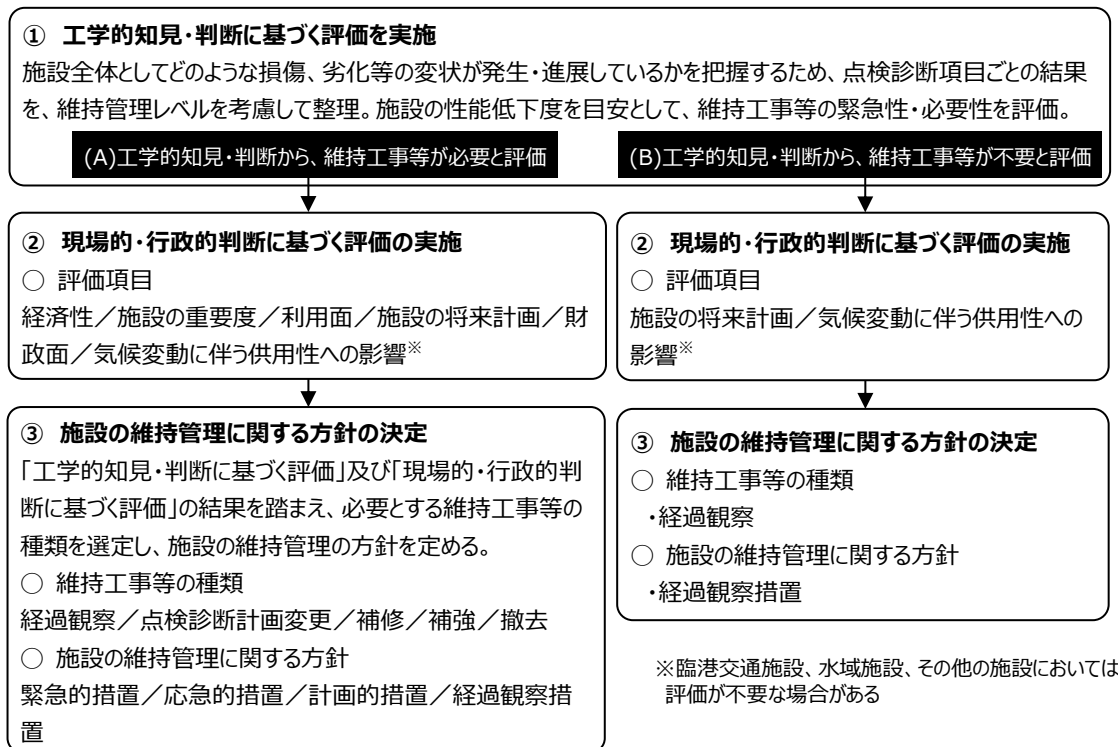 ① 工学的知見・判断に基づく評価を実施
施設全体としてどのような損傷、劣化等の変状が発生・進展しているかを把握するため、点検診断項目ごとの結果
を、維持管理レベルを考慮して整理。施設の性能低下度を目安として、維持工事等の緊急性・必要性を評価。
(A)工学的知見・判断から、維持工事等が必要と評価
(B)工学的知見・判断から、維持工事等が不要と評価
② 現場的・行政的判断に基づく評価の実施
○ 評価項目
経済性／施設の重要度／利用面／施設の将来計画／財
政面／気候変動に伴う供用性への影響※
② 現場的・行政的判断に基づく評価の実施
○ 評価項目
施設の将来計画／気候変動に伴う供用性への
影響※
③ 施設の維持管理に関する方針の決定
「工学的知見・判断に基づく評価」及び「現場的・行政的判
断に基づく評価」の結果を踏まえ、必要とする維持工事等の
種類を選定し、施設の維持管理の方針を定める。
○ 維持工事等の種類
経過観察／点検診断計画変更／補修／補強／撤去
○ 施設の維持管理に関する方針
緊急的措置／応急的措置／計画的措置／経過観察措
置
③ 施設の維持管理に関する方針の決定
○ 維持工事等の種類
・経過観察
○ 施設の維持管理に関する方針
・経過観察措置
※臨港交通施設、水域施設、その他の施設においては
評価が不要な場合がある